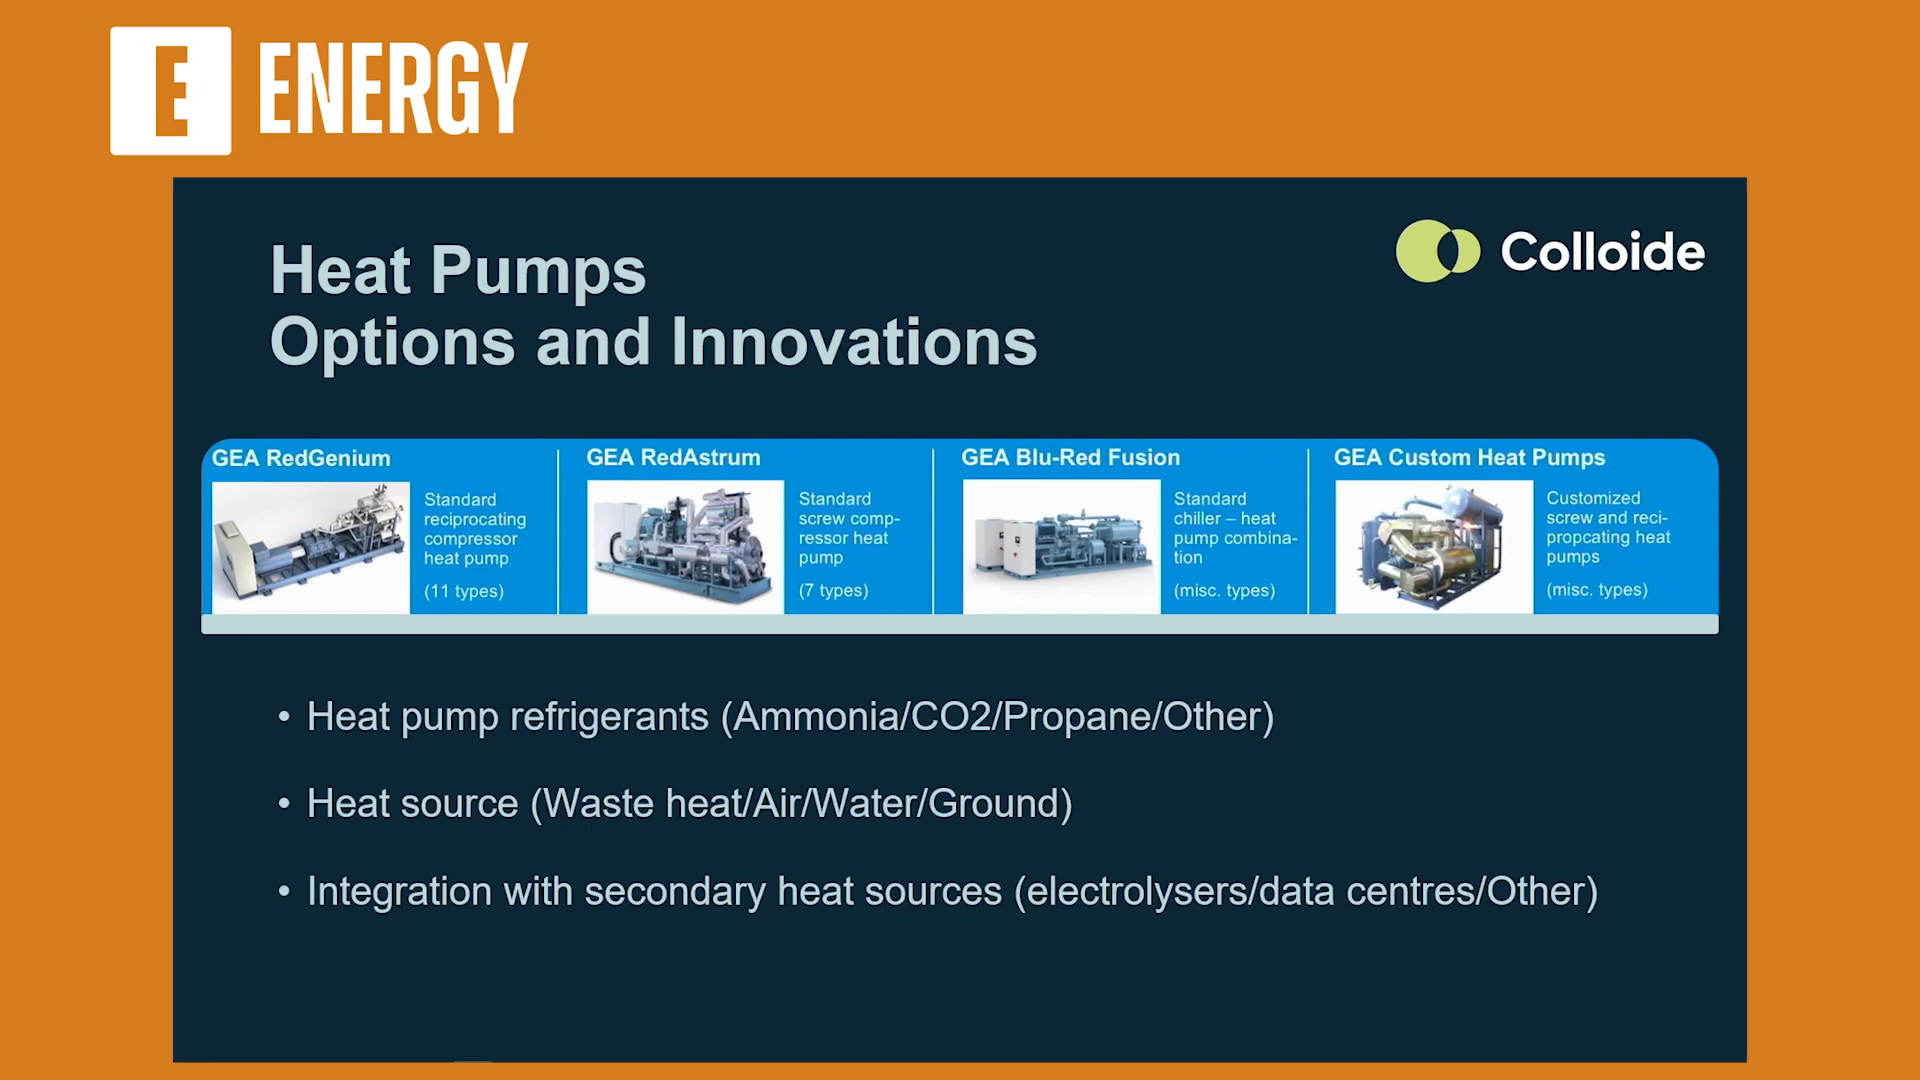 E ENERGY
Colloide
Heat Pumps
Options and Innovations
GEA RedGenium
Standard
reciprocating
compressor
heat pump
(11 types)
GEA RedAstrum
Standard
screw comp-
ressor heat
pump
(7 types)
GEA Blu-Red Fusion
Standard
chiller – heat
pump combina-
tion
(misc. types)
GEA Custom Heat Pumps
Customized
screw and reci-
propcating heat
pumps
(misc. types)
• Heat pump refrigerants (Ammonia/CO2/Propane/Other)
• Heat source (Waste heat/Air/Water/Ground)
• Integration with secondary heat sources (electrolysers/data centres/Other)